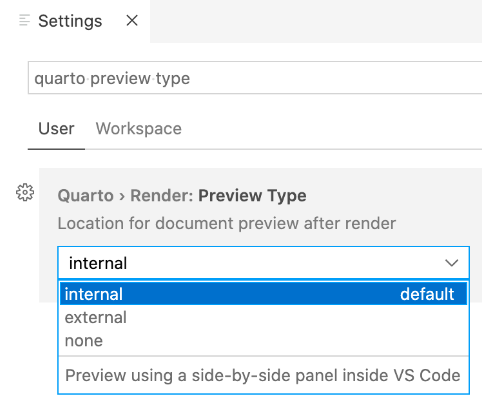 Settings
quarto preview type
User Workspace
Quarto › Render: Preview Type
Location for document preview after render
internal
internal default
external
none
Preview using a side-by-side panel inside VS Code